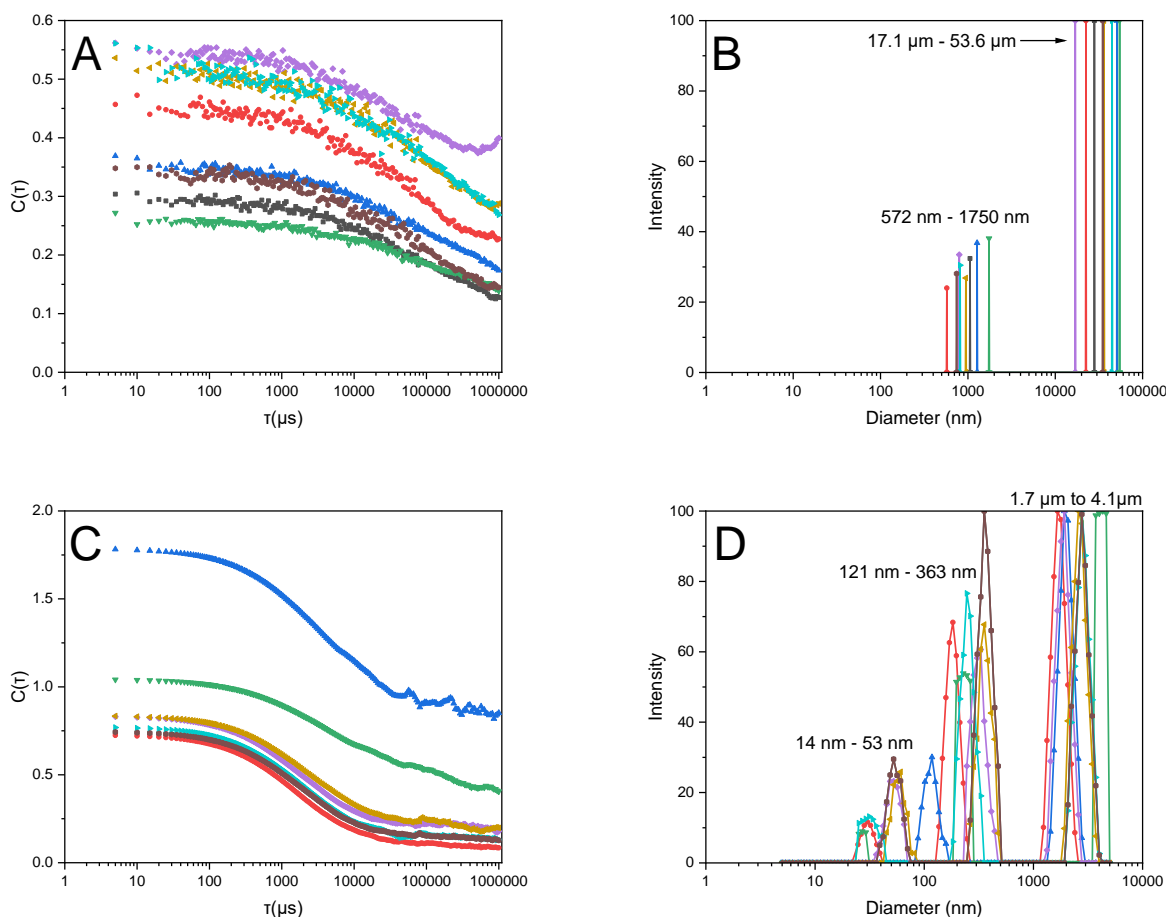 A
0.6
0.5
0.4
0.3
0.2
0.1
0.0
C(τ)
1 10 100 1000 10000 100000 1000000
τ(µs)
B
100
80
60
40
20
0
Intensity
17.1 µm - 53.6 µm
572 nm - 1750 nm
1 10 100 1000 10000 100000
Diameter (nm)
C
2.0
1.5
1.0
0.5
0.0
C(τ)
1 10 100 1000 10000 100000 1000000
τ(µs)
D
1.7 µm to 4.1µm
100
80
60
40
20
0
Intensity
121 nm - 363 nm
14 nm - 53 nm
1 10 100 1000 10000
Diameter (nm)